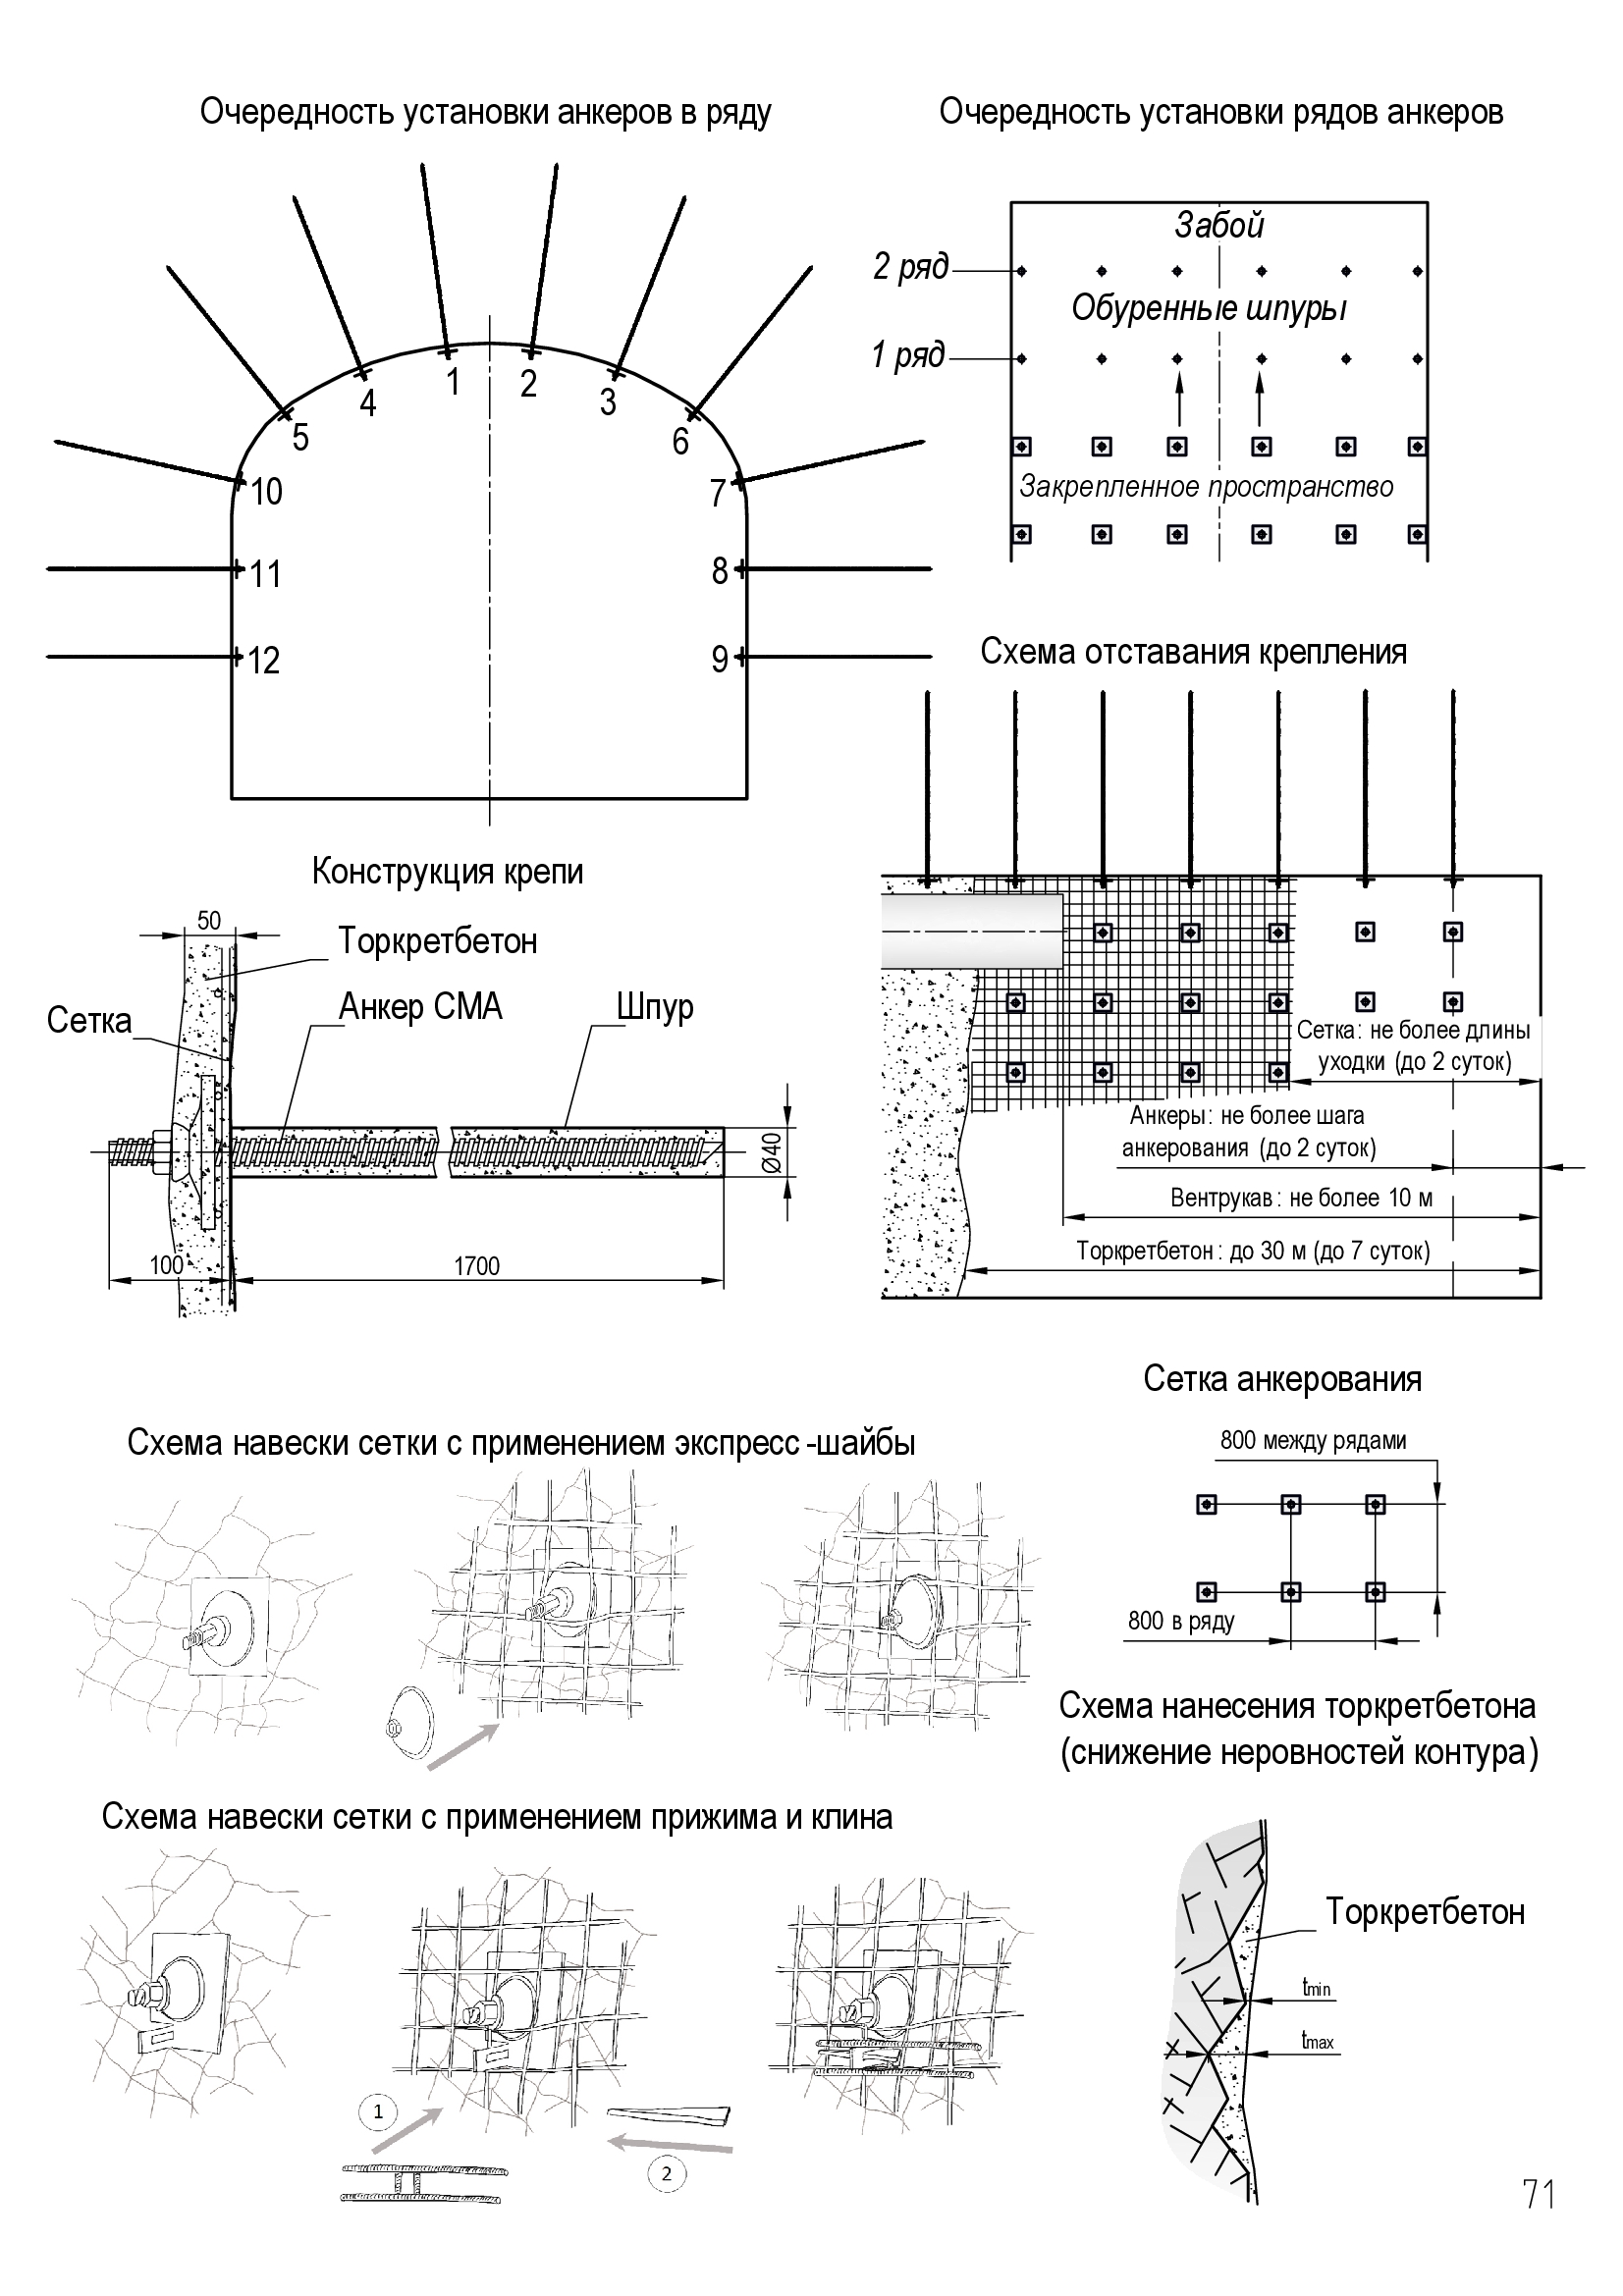 Очередность установки анкеров в ряду
1
2
3
4
5
6
7
8
9
10
11
12
Очередность установки рядов анкеров
Забой
2 ряд
Обуренные шпуры
1 ряд
Закрепленное пространство
Схема отставания крепления
Сетка: не более длины
уходки (до 2 суток)
Анкеры: не более шага
анкерования (до 2 суток)
Вентрукав: не более 10 м
Торкретбетон: до 30 м (до 7 суток)
Конструкция крепи
50
Торкретбетон
Сетка
Анкер СМА
Шпур
Ø40
100
1700
Сетка анкерования
800 между рядами
800 в ряду
Схема навески сетки с применением экспресс-шайбы
Схема нанесения торкретбетона
(снижение неровностей контура)
Торкретбетон
tmin
tmax
Схема навески сетки с применением прижима и клина
1
2
71